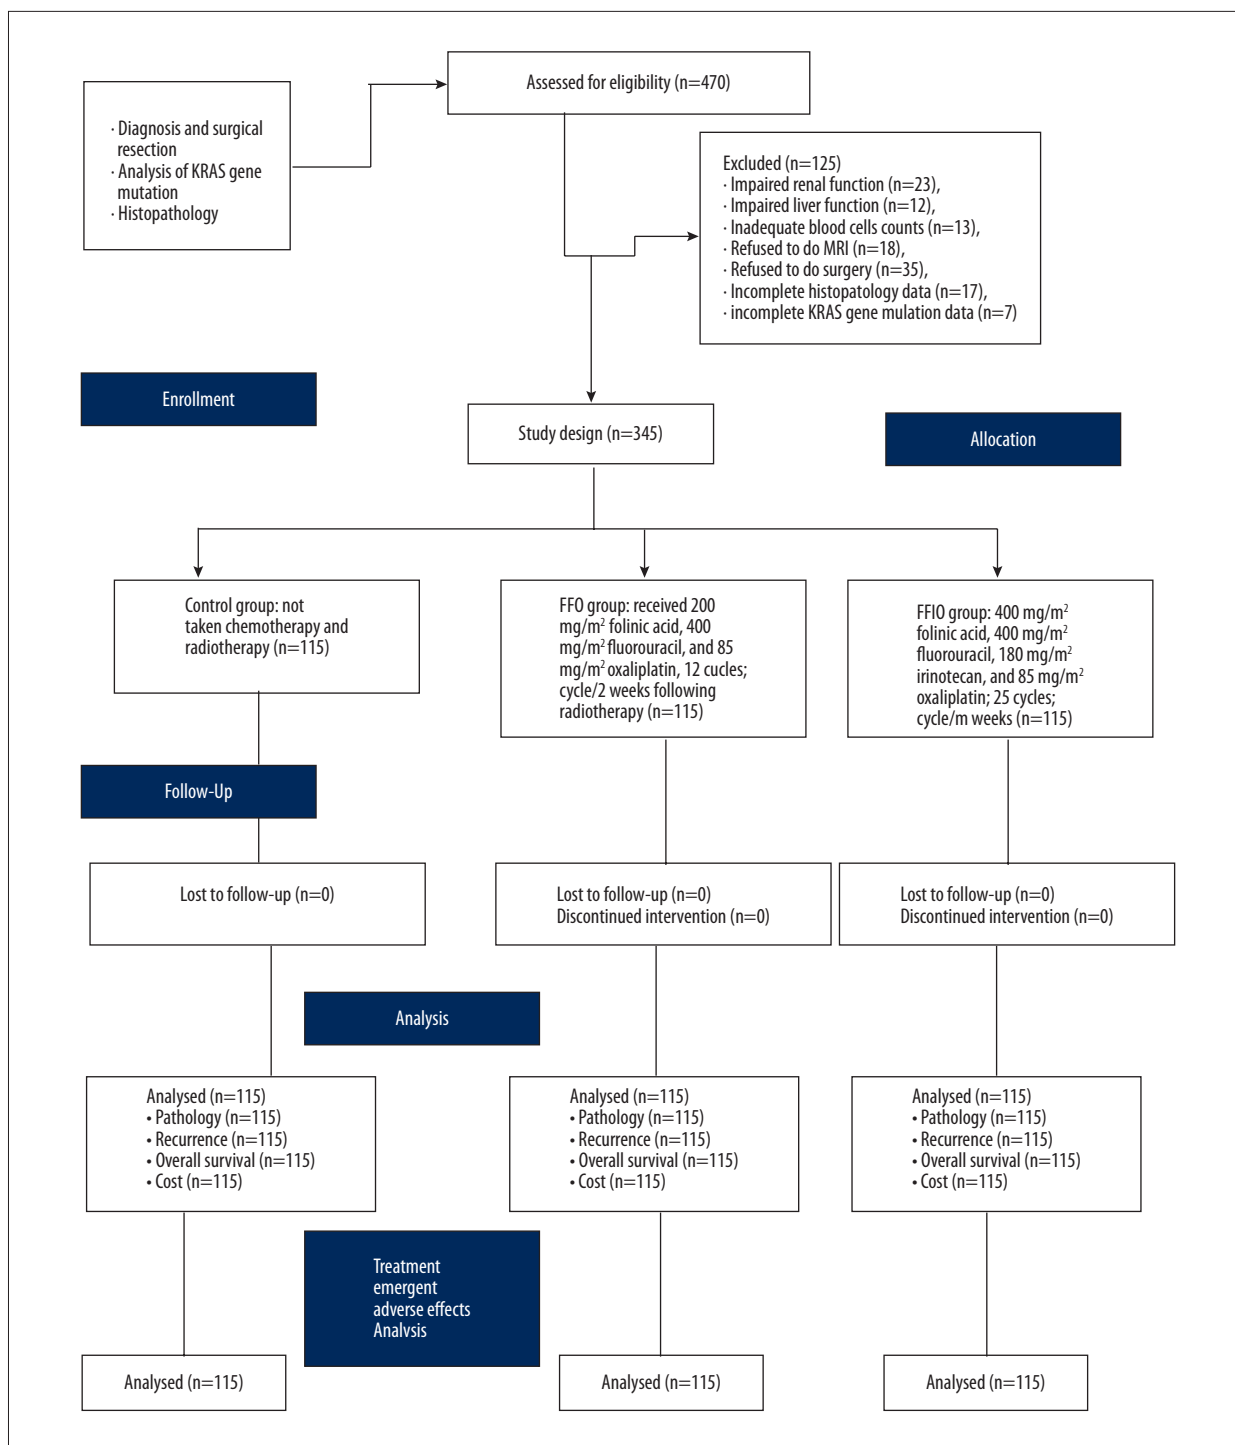 Assessed for eligibility (n=470)
· Diagnosis and surgical
resection
· Analysis of KRAS gene
mutation
· Histopathology
Excluded (n=125)
· Impaired renal function (n=23),
· Impaired liver function (n=12),
· Inadequate blood cells counts (n=13),
· Refused to do MRI (n=18),
· Refused to do surgery (n=35),
· Incomplete histopatology data (n=17),
· incomplete KRAS gene mulation data (n=7)
Enrollment
Study design (n=345)
Allocation
Control group: not
taken chemotherapy and
radiotherapy (n=115)
FFO group: received 200
mg/m² folinic acid, 400
mg/m² fluorouracil, and 85
mg/m² oxaliplatin, 12 cucles;
cycle/2 weeks following
radiotherapy (n=115)
FFIO group: 400 mg/m²
folinic acid, 400 mg/m²
fluorouracil, 180 mg/m²
irinotecan, and 85 mg/m²
oxaliplatin; 25 cycles;
cycle/m weeks (n=115)
Follow-Up
Lost to follow-up (n=0)
Lost to follow-up (n=0)
Discontinued intervention (n=0)
Lost to follow-up (n=0)
Discontinued intervention (n=0)
Analysis
Analysed (n=115)
• Pathology (n=115)
• Recurrence (n=115)
• Overall survival (n=115)
• Cost (n=115)
Analysed (n=115)
• Pathology (n=115)
• Recurrence (n=115)
• Overall survival (n=115)
• Cost (n=115)
Analysed (n=115)
• Pathology (n=115)
• Recurrence (n=115)
• Overall survival (n=115)
• Cost (n=115)
Treatment
emergent
adverse effects
Analvsis
Analysed (n=115)
Analysed (n=115)
Analysed (n=115)